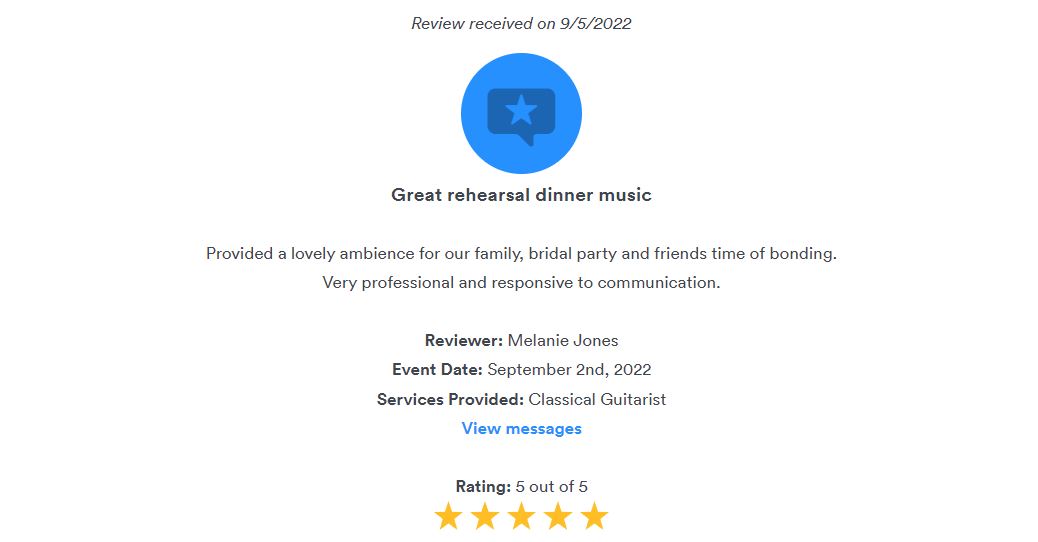 Review received on 9/5/2022
Great rehearsal dinner music
Provided a lovely ambience for our family, bridal party and friends time of bonding.
Very professional and responsive to communication.
Reviewer: Melanie Jones
Event Date: September 2nd, 2022
Services Provided: Classical Guitarist
View messages
Rating: 5 out of 5